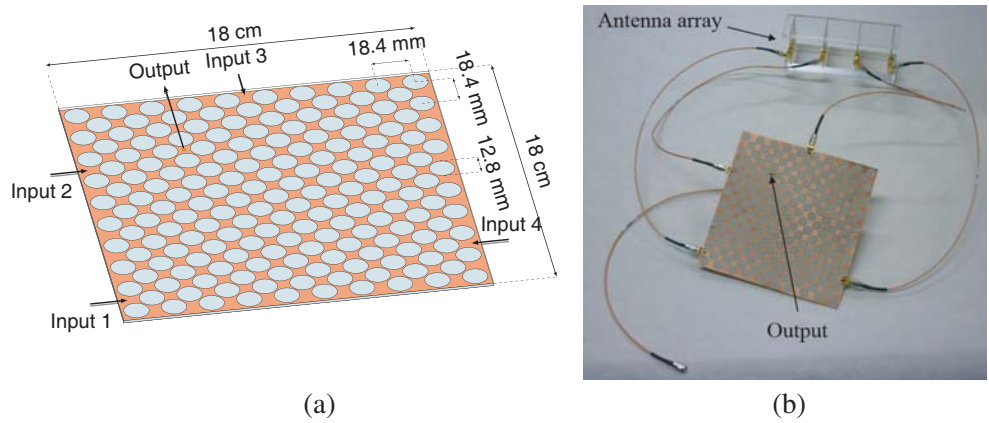 18 cm
Output
Input 3
18.4 mm
18.4 mm
12.8 mm
18 cm
Input 2
Input 4
Input 1
(a)
Antenna array
Output
(b)